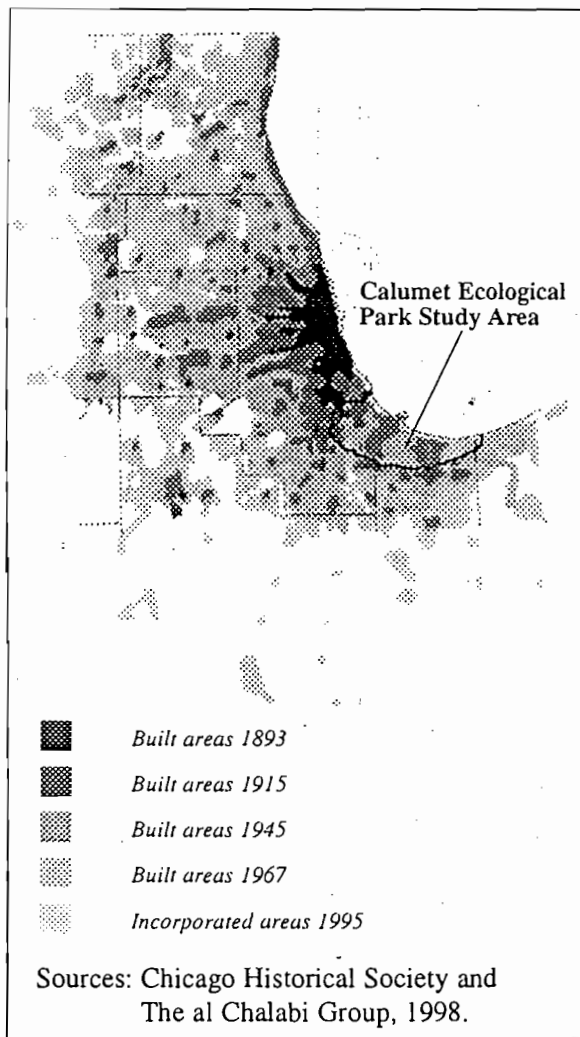 Calumet Ecological
Park Study Area
Built areas 1893
Built areas 1915
Built areas 1945
Built areas 1967
Incorporated areas 1995
Sources: Chicago Historical Society and
The al Chalabi Group, 1998.